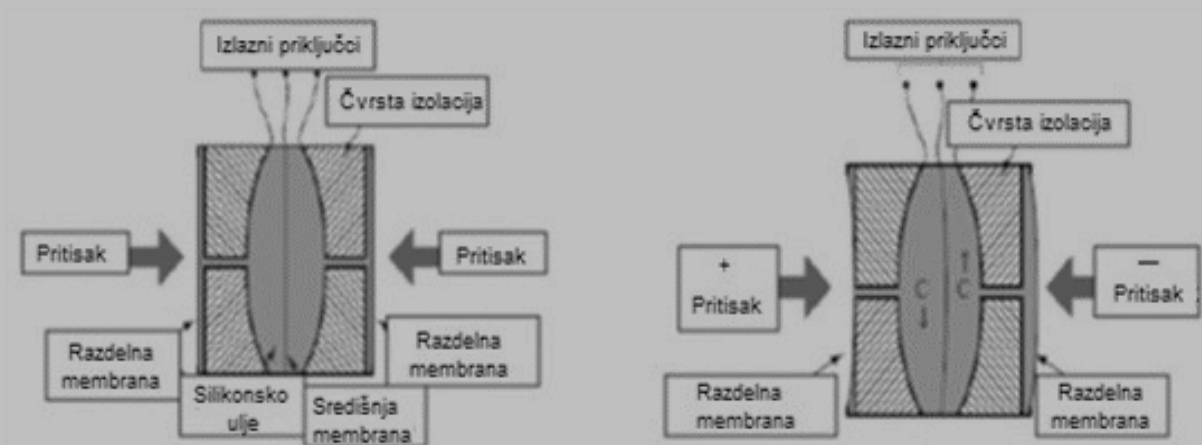 Izlazni priključci
Čvrsta izolacija
Pritisak
Pritisak
Razdelna
membrana
Silikonsko
ulje
Središnja
membrana
Razdelna
membrana
Izlazni priključci
Čvrsta izolacija
+
Pritisak
—
Pritisak
C
C
Razdelna
membrana
Razdelna
membrana